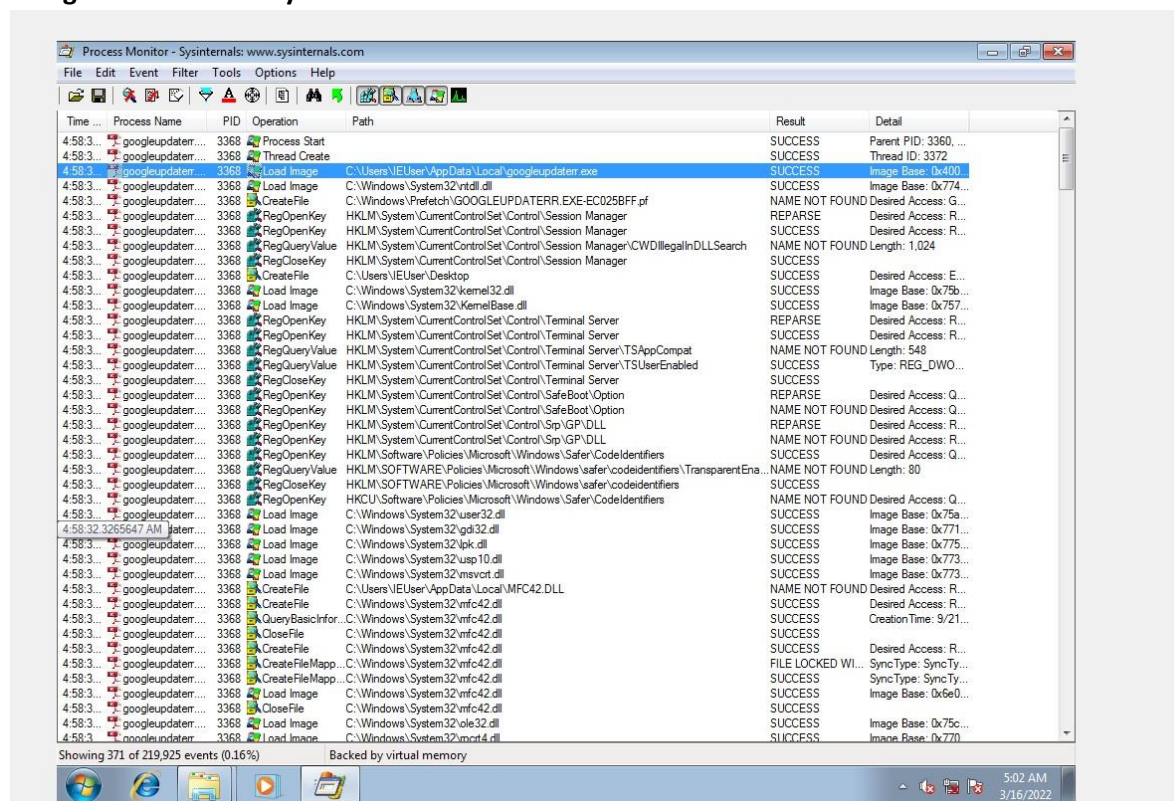 Process Monitor - Sysinternals: www.sysinternals.com
File Edit Event Filter Tools Options Help
Time ... Process Name PID Operation Path Result Detail
4:58:3... googleupdaterr.... 3368 Process Start SUCCESS Parent PID: 3360, ...
4:58:3... googleupdaterr.... 3368 Thread Create SUCCESS Thread ID: 3372
4:58:3... googleupdaterr.... 3368 Load Image C:\Users\IEUser\AppData\Local\googleupdaterr.exe SUCCESS Image Base: 0x400...
4:58:3... googleupdaterr.... 3368 Load Image C:\Windows\System32\ntdll.dll SUCCESS Image Base: 0x774...
4:58:3... googleupdaterr.... 3368 CreateFile C:\Windows\Prefetch\GOOGLEUPDATERR.EXE-EC025BFF.pf NAME NOT FOUND Desired Access: G...
4:58:3... googleupdaterr.... 3368 RegOpenKey HKLM\System\CurrentControlSet\Control\Session Manager REPARSE Desired Access: R...
4:58:3... googleupdaterr.... 3368 RegOpenKey HKLM\System\CurrentControlSet\Control\Session Manager SUCCESS Desired Access: R...
4:58:3... googleupdaterr.... 3368 RegQueryValue HKLM\System\CurrentControlSet\Control\Session Manager\CWDIllegalInDLLSearch NAME NOT FOUND Length: 1,024
4:58:3... googleupdaterr.... 3368 RegCloseKey HKLM\System\CurrentControlSet\Control\Session Manager SUCCESS
4:58:3... googleupdaterr.... 3368 CreateFile C:\Users\IEUser\Desktop SUCCESS Desired Access: E...
4:58:3... googleupdaterr.... 3368 Load Image C:\Windows\System32\kernel32.dll SUCCESS Image Base: 0x75b...
4:58:3... googleupdaterr.... 3368 Load Image C:\Windows\System32\KernelBase.dll SUCCESS Image Base: 0x757...
4:58:3... googleupdaterr.... 3368 RegOpenKey HKLM\System\CurrentControlSet\Control\Terminal Server REPARSE Desired Access: R...
4:58:3... googleupdaterr.... 3368 RegOpenKey HKLM\System\CurrentControlSet\Control\Terminal Server SUCCESS Desired Access: R...
4:58:3... googleupdaterr.... 3368 RegQueryValue HKLM\System\CurrentControlSet\Control\Terminal Server\TSAppCompat NAME NOT FOUND Length: 548
4:58:3... googleupdaterr.... 3368 RegQueryValue HKLM\System\CurrentControlSet\Control\Terminal Server\TSUserEnabled SUCCESS Type: REG_DWO...
4:58:3... googleupdaterr.... 3368 RegCloseKey HKLM\System\CurrentControlSet\Control\Terminal Server SUCCESS
4:58:3... googleupdaterr.... 3368 RegOpenKey HKLM\System\CurrentControlSet\Control\SafeBoot\Option REPARSE Desired Access: Q...
4:58:3... googleupdaterr.... 3368 RegOpenKey HKLM\System\CurrentControlSet\Control\SafeBoot\Option NAME NOT FOUND Desired Access: Q...
4:58:3... googleupdaterr.... 3368 RegOpenKey HKLM\System\CurrentControlSet\Control\Srp\GP\DLL REPARSE Desired Access: R...
4:58:3... googleupdaterr.... 3368 RegOpenKey HKLM\System\CurrentControlSet\Control\Srp\GP\DLL NAME NOT FOUND Desired Access: R...
4:58:3... googleupdaterr.... 3368 RegOpenKey HKLM\Software\Policies\Microsoft\Windows\Safer\CodeIdentifiers SUCCESS Desired Access: Q...
4:58:3... googleupdaterr.... 3368 RegQueryValue HKLM\SOFTWARE\Policies\Microsoft\Windows\safer\codeidentifiers\TransparentEna... NAME NOT FOUND Length: 80
4:58:3... googleupdaterr.... 3368 RegCloseKey HKLM\SOFTWARE\Policies\Microsoft\Windows\safer\codeidentifiers SUCCESS
4:58:3... googleupdaterr.... 3368 RegOpenKey HKCU\Software\Policies\Microsoft\Windows\Safer\CodeIdentifiers NAME NOT FOUND Desired Access: Q...
4:58:3... googleupdaterr.... 3368 Load Image C:\Windows\System32\user32.dll SUCCESS Image Base: 0x75a...
4:58:32.3265647 AM daterr.... 3368 Load Image C:\Windows\System32\gdi32.dll SUCCESS Image Base: 0x771...
4:58:3... googleupdaterr.... 3368 Load Image C:\Windows\System32\lpk.dll SUCCESS Image Base: 0x775...
4:58:3... googleupdaterr.... 3368 Load Image C:\Windows\System32\usp10.dll SUCCESS Image Base: 0x773...
4:58:3... googleupdaterr.... 3368 Load Image C:\Windows\System32\msvcrt.dll SUCCESS Image Base: 0x773...
4:58:3... googleupdaterr.... 3368 CreateFile C:\Users\IEUser\AppData\Local\MFC42.DLL NAME NOT FOUND Desired Access: R...
4:58:3... googleupdaterr.... 3368 CreateFile C:\Windows\System32\mfc42.dll SUCCESS Desired Access: R...
4:58:3... googleupdaterr.... 3368 QueryBasicInfor... C:\Windows\System32\mfc42.dll SUCCESS CreationTime: 9/21...
4:58:3... googleupdaterr.... 3368 CloseFile C:\Windows\System32\mfc42.dll SUCCESS
4:58:3... googleupdaterr.... 3368 CreateFile C:\Windows\System32\mfc42.dll SUCCESS Desired Access: R...
4:58:3... googleupdaterr.... 3368 CreateFileMapp... C:\Windows\System32\mfc42.dll FILE LOCKED WI... SyncType: SyncTy...
4:58:3... googleupdaterr.... 3368 CreateFileMapp... C:\Windows\System32\mfc42.dll SUCCESS SyncType: SyncTy...
4:58:3... googleupdaterr.... 3368 Load Image C:\Windows\System32\mfc42.dll SUCCESS Image Base: 0x6e0...
4:58:3... googleupdaterr.... 3368 CloseFile C:\Windows\System32\mfc42.dll SUCCESS
4:58:3... googleupdaterr.... 3368 Load Image C:\Windows\System32\ole32.dll SUCCESS Image Base: 0x75c...
4:58:3... googleupdaterr.... 3368 Load Image C:\Windows\System32\rpcrt4.dll SUCCESS Image Base: 0x770...
Showing 371 of 219,925 events (0.16%) Backed by virtual memory
5:02 AM
3/16/2022